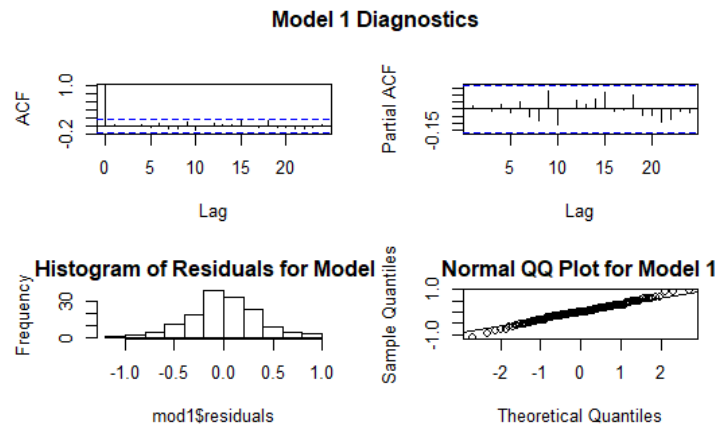 Model 1 Diagnostics
ACF
1.0
-0.2
0 5 10 15 20
Lag
Partial ACF
-0.15
5 10 15 20
Lag
Histogram of Residuals for Model
Frequency
30
0
-1.0 -0.5 0.0 0.5 1.0
mod1$residuals
Normal QQ Plot for Model 1
Sample Quantiles
1.0
-1.0
-2 -1 0 1 2
Theoretical Quantiles